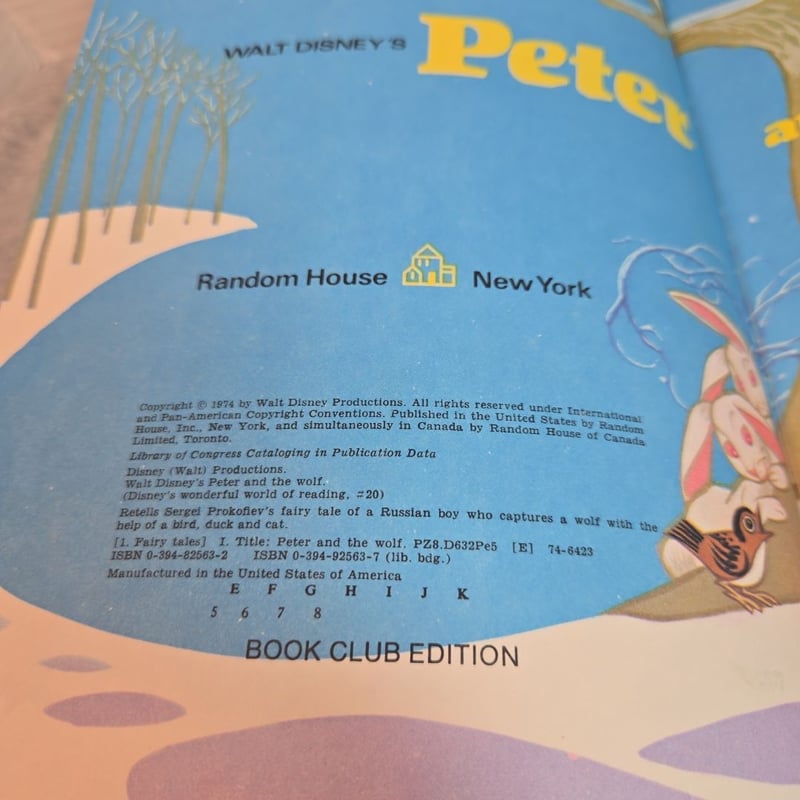 WALT DISNEY'S Peter
a
Random House New York
Copyright © 1974 by Walt Disney Productions. All rights reserved under International
and Pan-American Copyright Conventions. Published in the United States by Random
House, Inc., New York, and simultaneously in Canada by Random House of Canada
Limited, Toronto.
Library of Congress Cataloging in Publication Data
Disney (Walt) Productions.
Walt Disney's Peter and the wolf.
(Disney's wonderful world of reading, #20)
Retells Sergei Prokofiev's fairy tale of a Russian boy who captures a wolf with the
help of a bird, duck and cat.
[1. Fairy tales] I. Title: Peter and the wolf. PZ8.D632Pe5 [E] 74-6423
ISBN 0-394-82563-2 ISBN 0-394-92563-7 (lib. bdg.)
Manufactured in the United States of America
E F G H I J K
5 6 7 8
BOOK CLUB EDITION